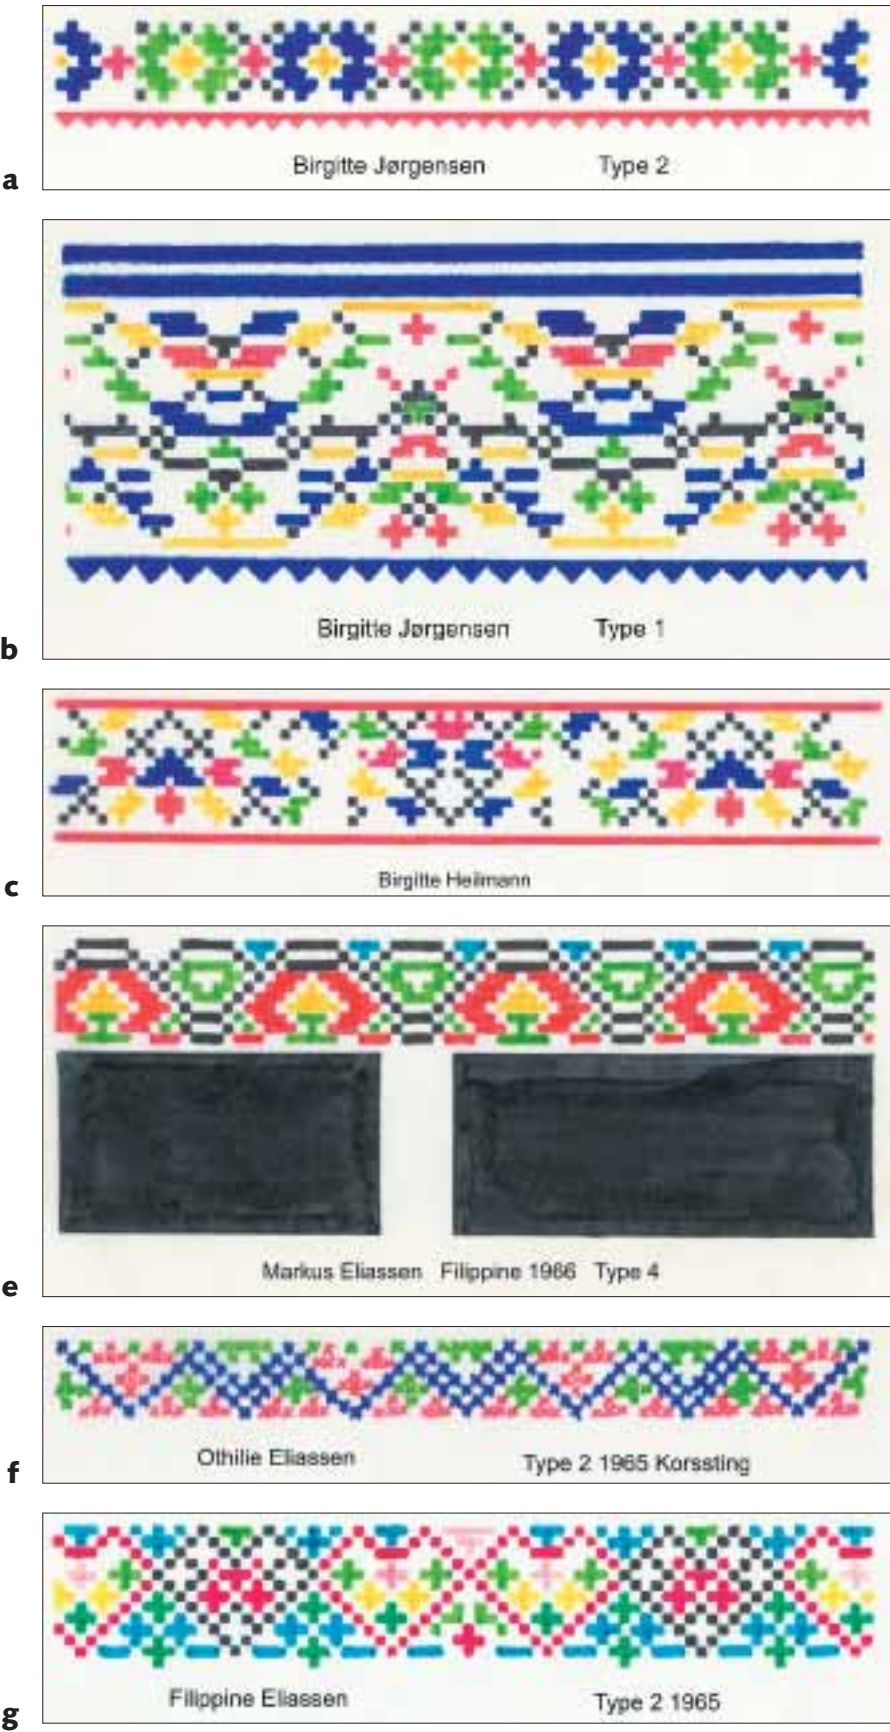 a
Birgitte Jørgensen Type 2
b
Birgitte Jørgensen Type 1
c
Birgitte Heilmann
e
Markus Eliassen Filippine 1966 Type 4
f
Othilie Eliassen Type 2 1965 Korssting
g
Filippine Eliassen Type 2 1965